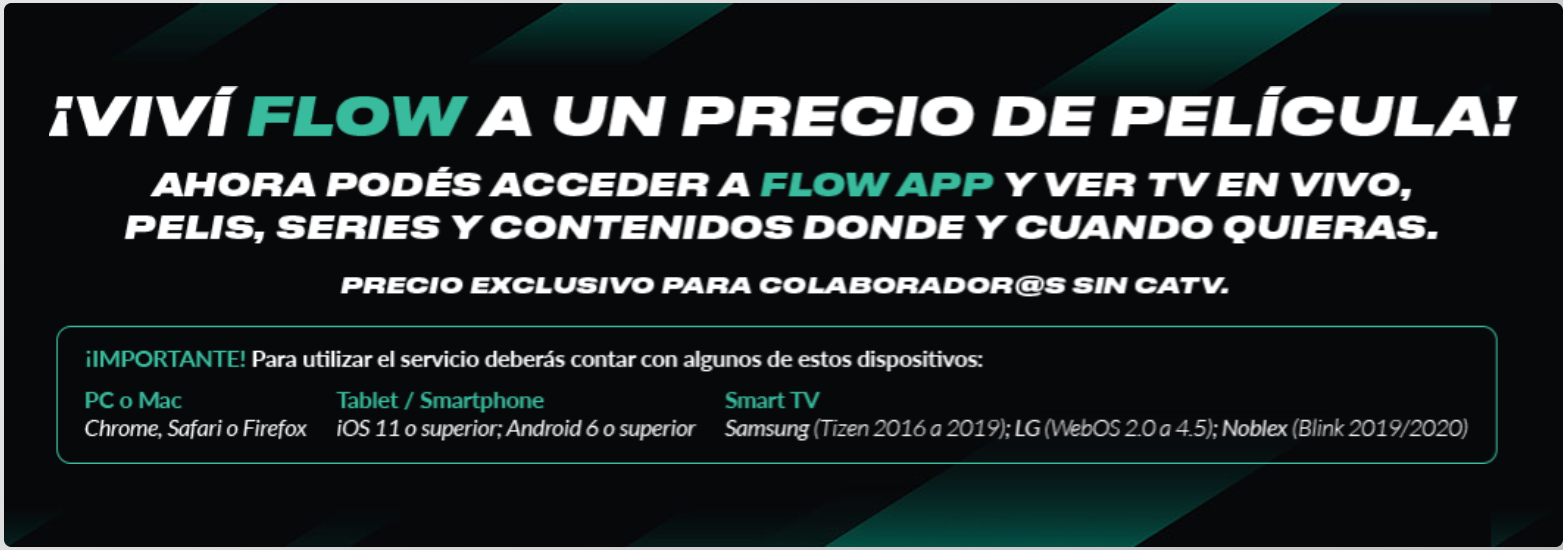 ¡VIVÍ FLOW A UN PRECIO DE PELÍCULA!
AHORA PODÉS ACCEDER A FLOW APP Y VER TV EN VIVO,
PELIS, SERIES Y CONTENIDOS DONDE Y CUANDO QUIERAS.
PRECIO EXCLUSIVO PARA COLABORADOR@S SIN CATV.
¡IMPORTANTE! Para utilizar el servicio deberás contar con algunos de estos dispositivos:
PC o Mac
Chrome, Safari o Firefox
Tablet / Smartphone
iOS 11 o superior; Android 6 o superior
Smart TV
Samsung (Tizen 2016 a 2019); LG (WebOS 2.0 a 4.5); Noblex (Blink 2019/2020)